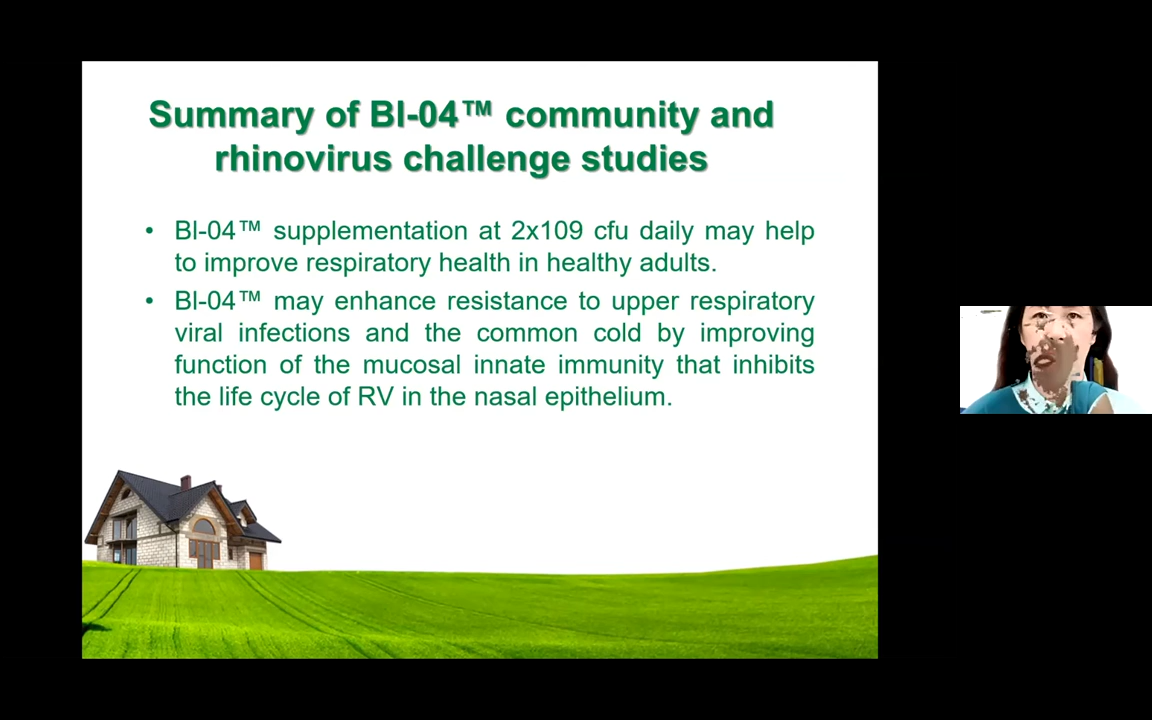 Summary of Bl-04™ community and
rhinovirus challenge studies
• Bl-04™ supplementation at 2x109 cfu daily may help
to improve respiratory health in healthy adults.
• Bl-04™ may enhance resistance to upper respiratory
viral infections and the common cold by improving
function of the mucosal innate immunity that inhibits
the life cycle of RV in the nasal epithelium.